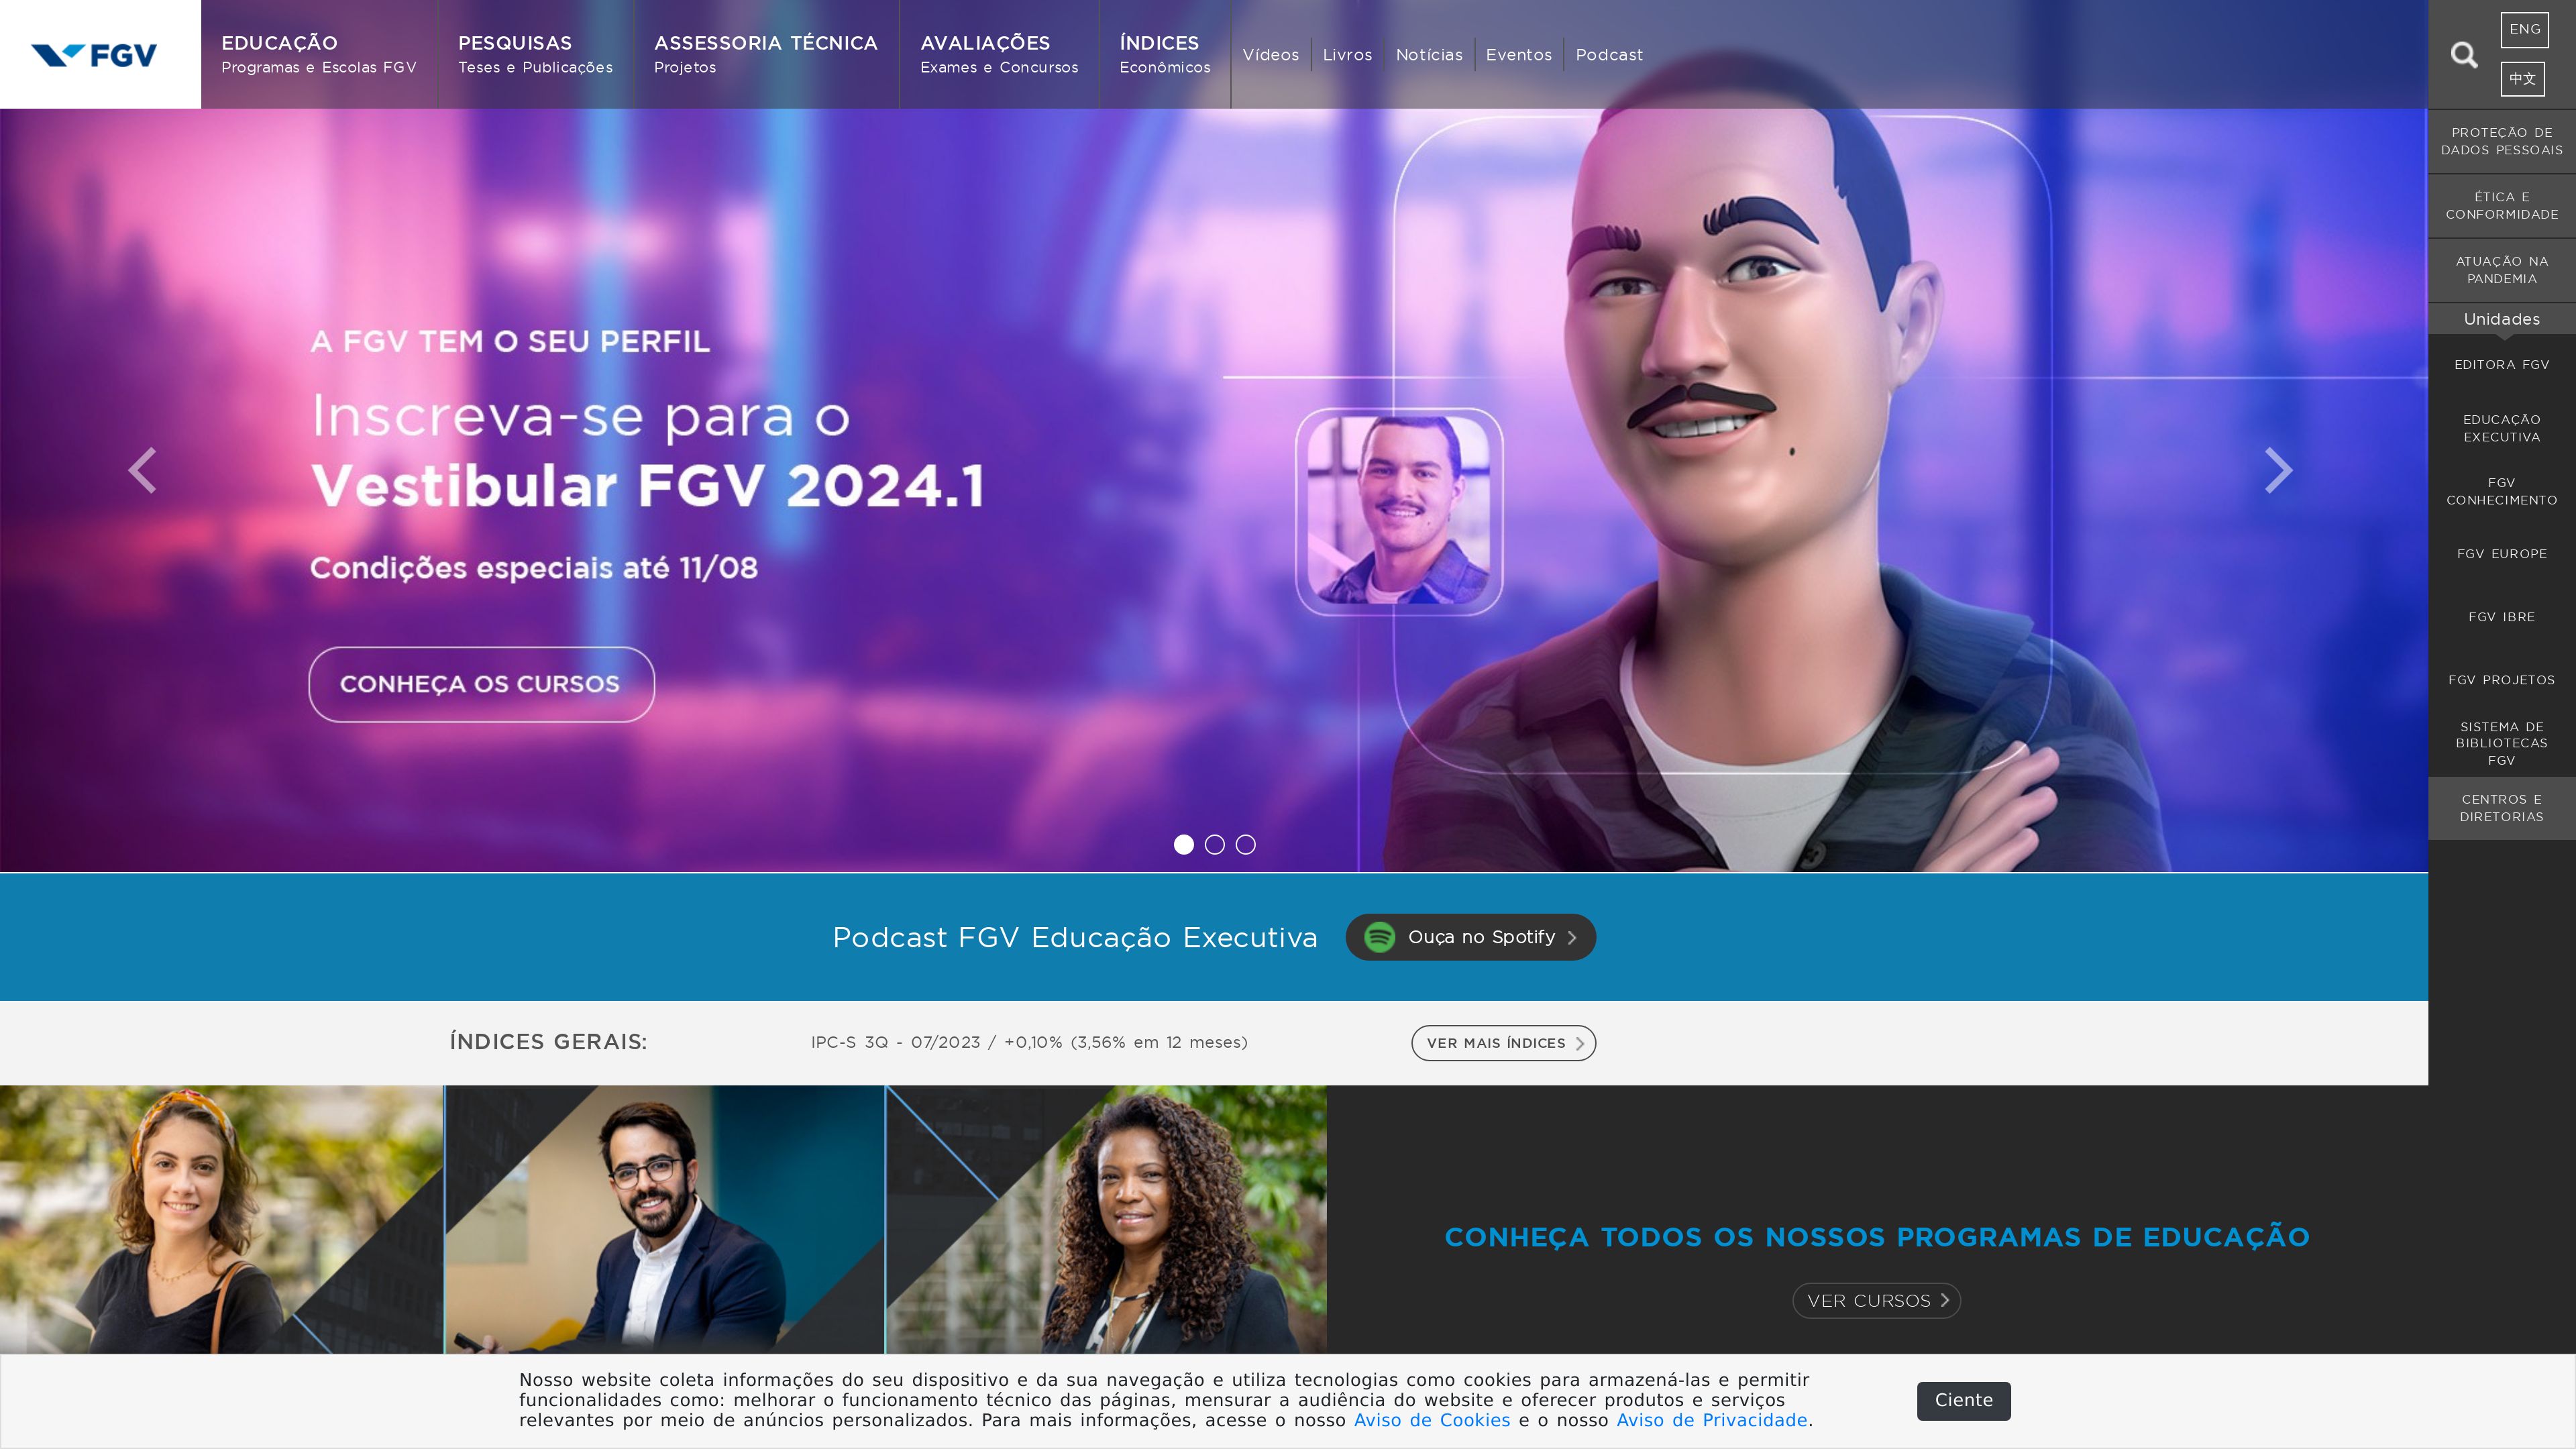 FGV
EDUCAÇÃO
Programas e Escolas FGV
PESQUISAS
Teses e Publicações
ASSESSORIA TÉCNICA
Projetos
AVALIAÇÕES
Exames e Concursos
ÍNDICES
Econômicos
Vídeos
Livros
Notícias
Eventos
Podcast
ENG
中文
PROTEÇÃO DE
DADOS PESSOAIS
ÉTICA E
CONFORMIDADE
ATUAÇÃO NA
PANDEMIA
Unidades
EDITORA FGV
EDUCAÇÃO
EXECUTIVA
FGV
CONHECIMENTO
FGV EUROPE
FGV IBRE
FGV PROJETOS
SISTEMA DE
BIBLIOTECAS
FGV
CENTROS E
DIRETORIAS
A FGV TEM O SEU PERFIL
Inscreva-se para o
Vestibular FGV 2024.1
Condições especiais até 11/08
CONHEÇA OS CURSOS
Podcast FGV Educação Executiva
Ouça no Spotify
ÍNDICES GERAIS:
IPC-S 3Q - 07/2023 / +0,10% (3,56% em 12 meses)
VER MAIS ÍNDICES
CONHEÇA TODOS OS NOSSOS PROGRAMAS DE EDUCAÇÃO
VER CURSOS
Nosso website coleta informações do seu dispositivo e da sua navegação e utiliza tecnologias como cookies para armazená-las e permitir
funcionalidades como: melhorar o funcionamento técnico das páginas, mensurar a audiência do website e oferecer produtos e serviços
relevantes por meio de anúncios personalizados. Para mais informações, acesse o nosso Aviso de Cookies e o nosso Aviso de Privacidade.
Ciente